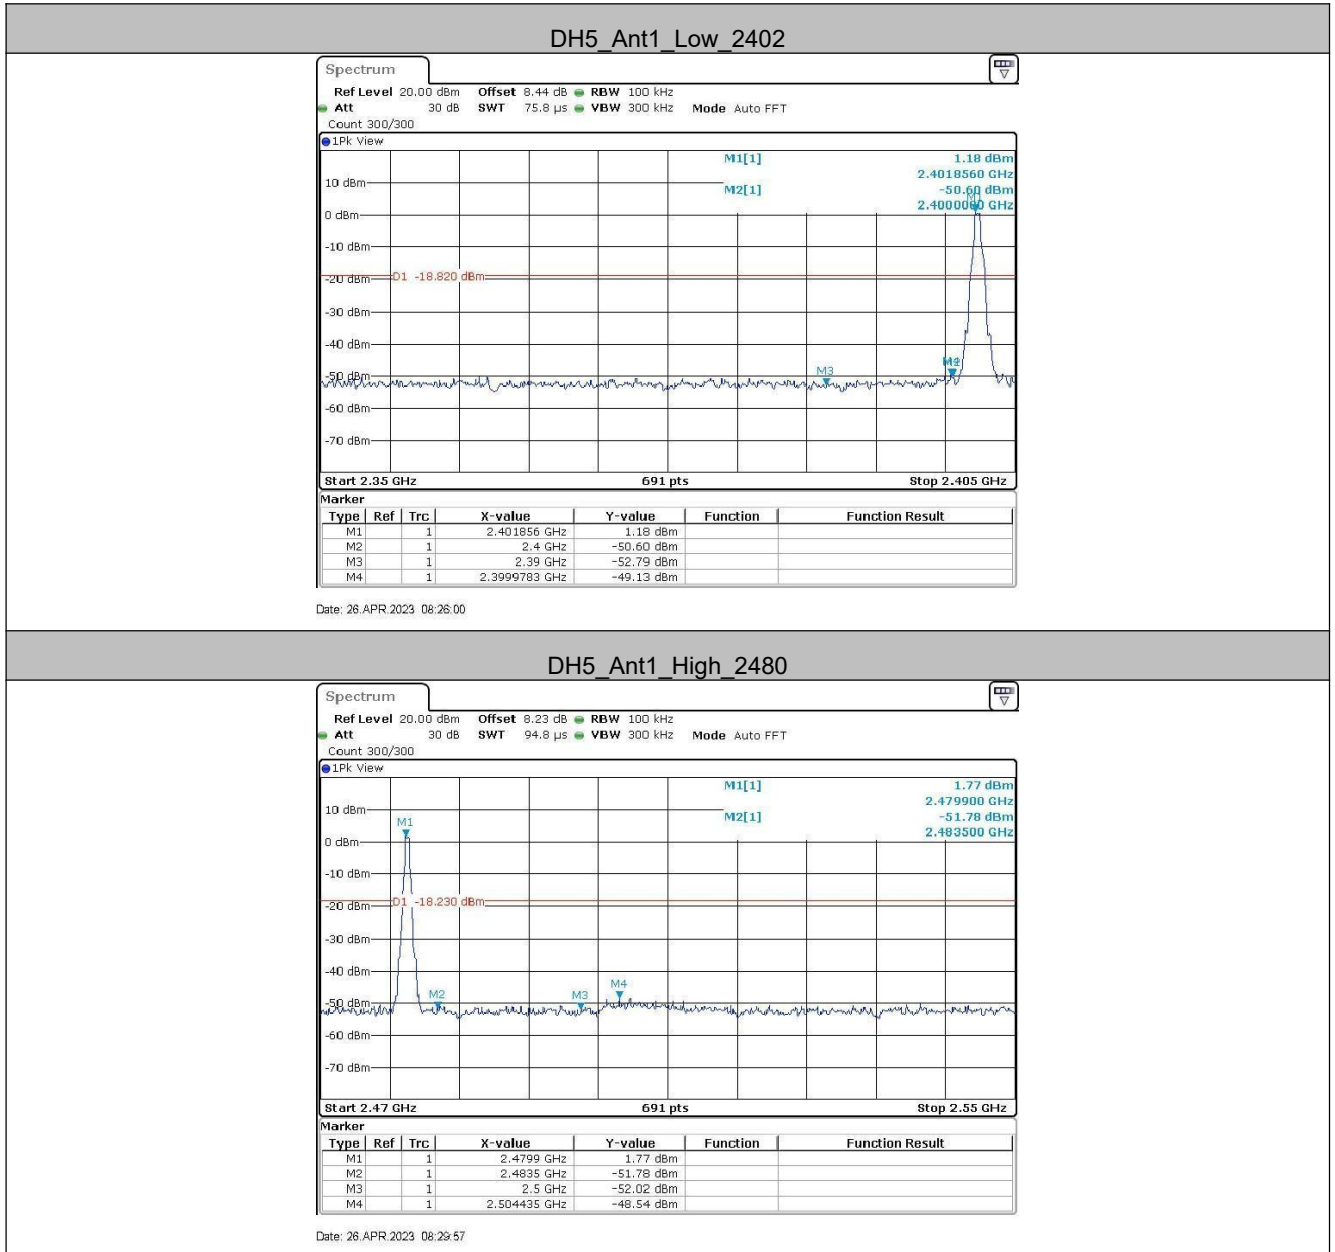 DH5_Ant1_Low_2402
Spectrum
Ref Level 20.00 dBm Offset 8.44 dB RBW 100 kHz
Att 30 dB SWT 75.8 µs VBW 300 kHz Mode Auto FFT
Count 300/300
1Pk View
M1[1] 1.18 dBm
2.4018560 GHz
M2[1] -50.60 dBm
2.4000000 GHz
10 dBm
M1
0 dBm
-10 dBm
D1 -18.820 dBm
-20 dBm
-30 dBm
-40 dBm
M3
-50 dBm
-60 dBm
-70 dBm
Start 2.35 GHz 691 pts Stop 2.405 GHz
Marker
Type Ref Trc X-value Y-value Function Function Result
M1 1 2.401856 GHz 1.18 dBm
M2 1 2.4 GHz -50.60 dBm
M3 1 2.39 GHz -52.79 dBm
M4 1 2.3999783 GHz -49.13 dBm
Date: 26.APR.2023 08:26:00
DH5_Ant1_High_2480
Spectrum
Ref Level 20.00 dBm Offset 8.23 dB RBW 100 kHz
Att 30 dB SWT 94.8 µs VBW 300 kHz Mode Auto FFT
Count 300/300
1Pk View
M1[1] 1.77 dBm
2.479900 GHz
M2[1] -51.78 dBm
2.483500 GHz
10 dBm
M1
0 dBm
-10 dBm
D1 -18.230 dBm
-20 dBm
-30 dBm
-40 dBm
M4
M2 M3
-50 dBm
-60 dBm
-70 dBm
Start 2.47 GHz 691 pts Stop 2.55 GHz
Marker
Type Ref Trc X-value Y-value Function Function Result
M1 1 2.4799 GHz 1.77 dBm
M2 1 2.4835 GHz -51.78 dBm
M3 1 2.5 GHz -52.02 dBm
M4 1 2.504435 GHz -48.54 dBm
Date: 26.APR.2023 08:29:57